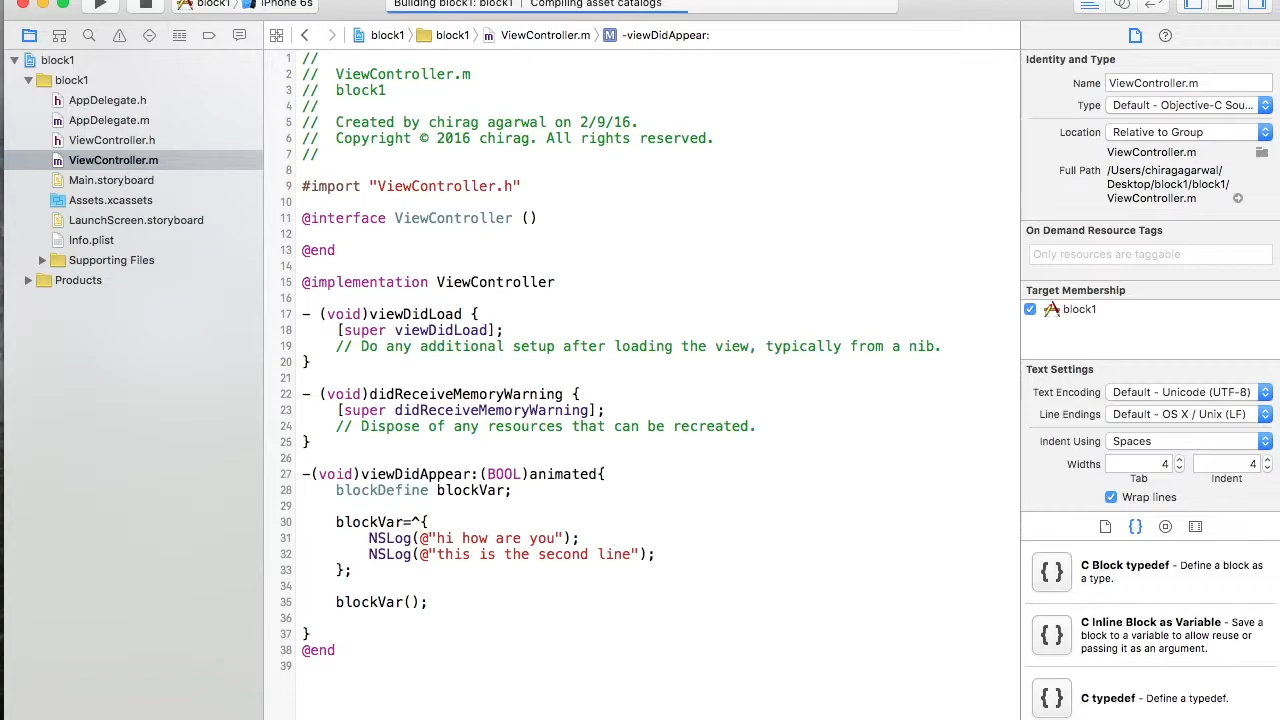 block1 〉 iPhone 6s
Building block1: block1 | Compiling asset catalogs
block1
block1
AppDelegate.h
AppDelegate.m
ViewController.h
ViewController.m
Main.storyboard
Assets.xcassets
LaunchScreen.storyboard
Info.plist
Supporting Files
Products
block1 〉 block1 〉 ViewController.m 〉 -viewDidAppear:
1 //
2 //  ViewController.m
3 //  block1
4 //
5 //  Created by chirag agarwal on 2/9/16.
6 //  Copyright © 2016 chirag. All rights reserved.
7 //
8
9 #import "ViewController.h"
10
11 @interface ViewController ()
12
13 @end
14
15 @implementation ViewController
16
17 - (void)viewDidLoad {
18     [super viewDidLoad];
19     // Do any additional setup after loading the view, typically from a nib.
20 }
21
22 - (void)didReceiveMemoryWarning {
23     [super didReceiveMemoryWarning];
24     // Dispose of any resources that can be recreated.
25 }
26
27 -(void)viewDidAppear:(BOOL)animated{
28     blockDefine blockVar;
29
30     blockVar=^{
31         NSLog(@"hi how are you");
32         NSLog(@"this is the second line");
33     };
34
35     blockVar();
36
37 }
38 @end
39
Identity and Type
Name ViewController.m
Type Default - Objective-C Sou...
Location Relative to Group
ViewController.m
Full Path /Users/chiragagarwal/
Desktop/block1/block1/
ViewController.m
On Demand Resource Tags
Only resources are taggable
Target Membership
block1
Text Settings
Text Encoding Default - Unicode (UTF-8)
Line Endings Default - OS X / Unix (LF)
Indent Using Spaces
Widths 4 4
Tab Indent
Wrap lines
C Block typedef - Define a block as
a type.
C Inline Block as Variable - Save a
block to a variable to allow reuse or
passing it as an argument.
C typedef - Define a typedef.